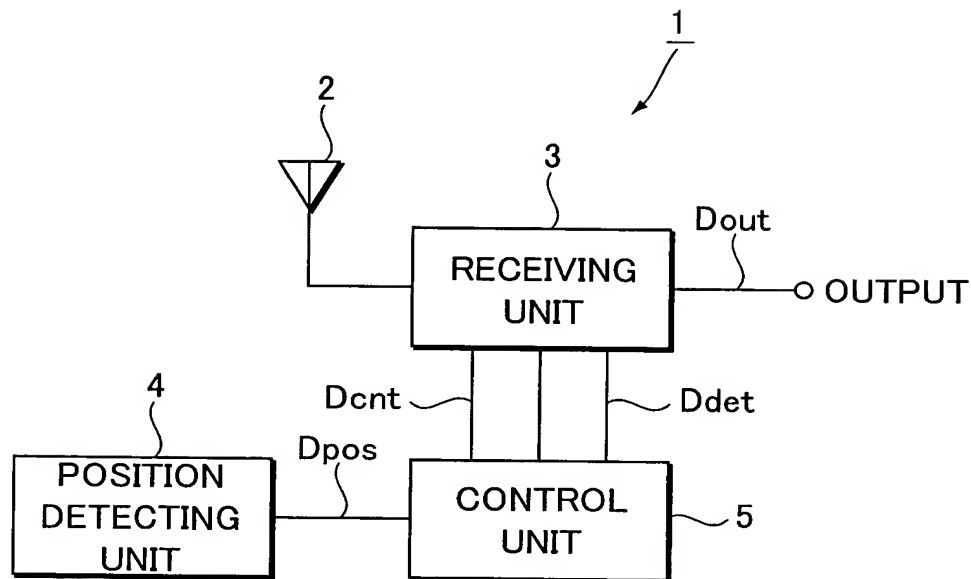 1
2
3
Dout
RECEIVING
UNIT
OUTPUT
Dcnt
Ddet
4
Dpos
POSITION
DETECTING
UNIT
CONTROL
UNIT
5